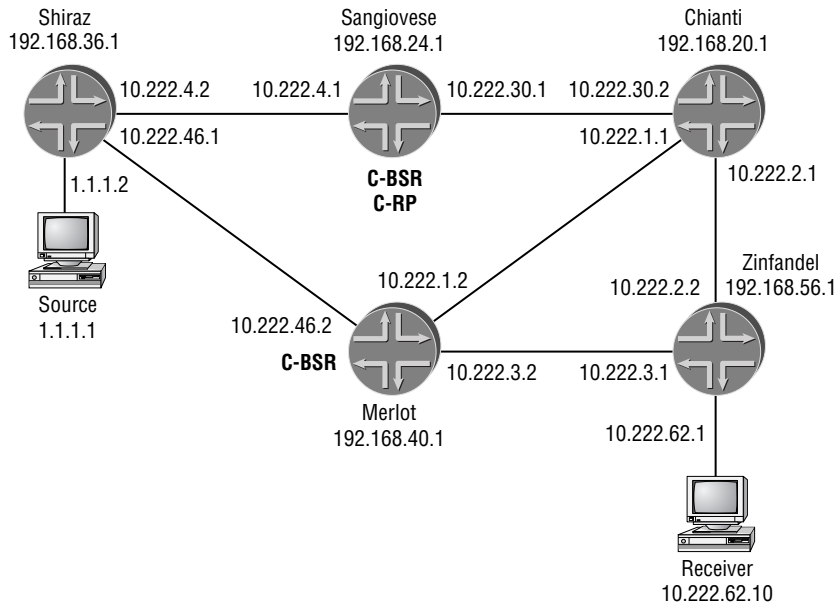 Shiraz
192.168.36.1
Sangiovese
192.168.24.1
Chianti
192.168.20.1
10.222.4.2
10.222.4.1
10.222.30.1
10.222.30.2
10.222.46.1
10.222.1.1
C-BSR
C-RP
1.1.1.2
10.222.2.1
Source
1.1.1.1
10.222.1.2
Zinfandel
192.168.56.1
10.222.2.2
10.222.46.2
C-BSR
10.222.3.2
10.222.3.1
Merlot
192.168.40.1
10.222.62.1
Receiver
10.222.62.10